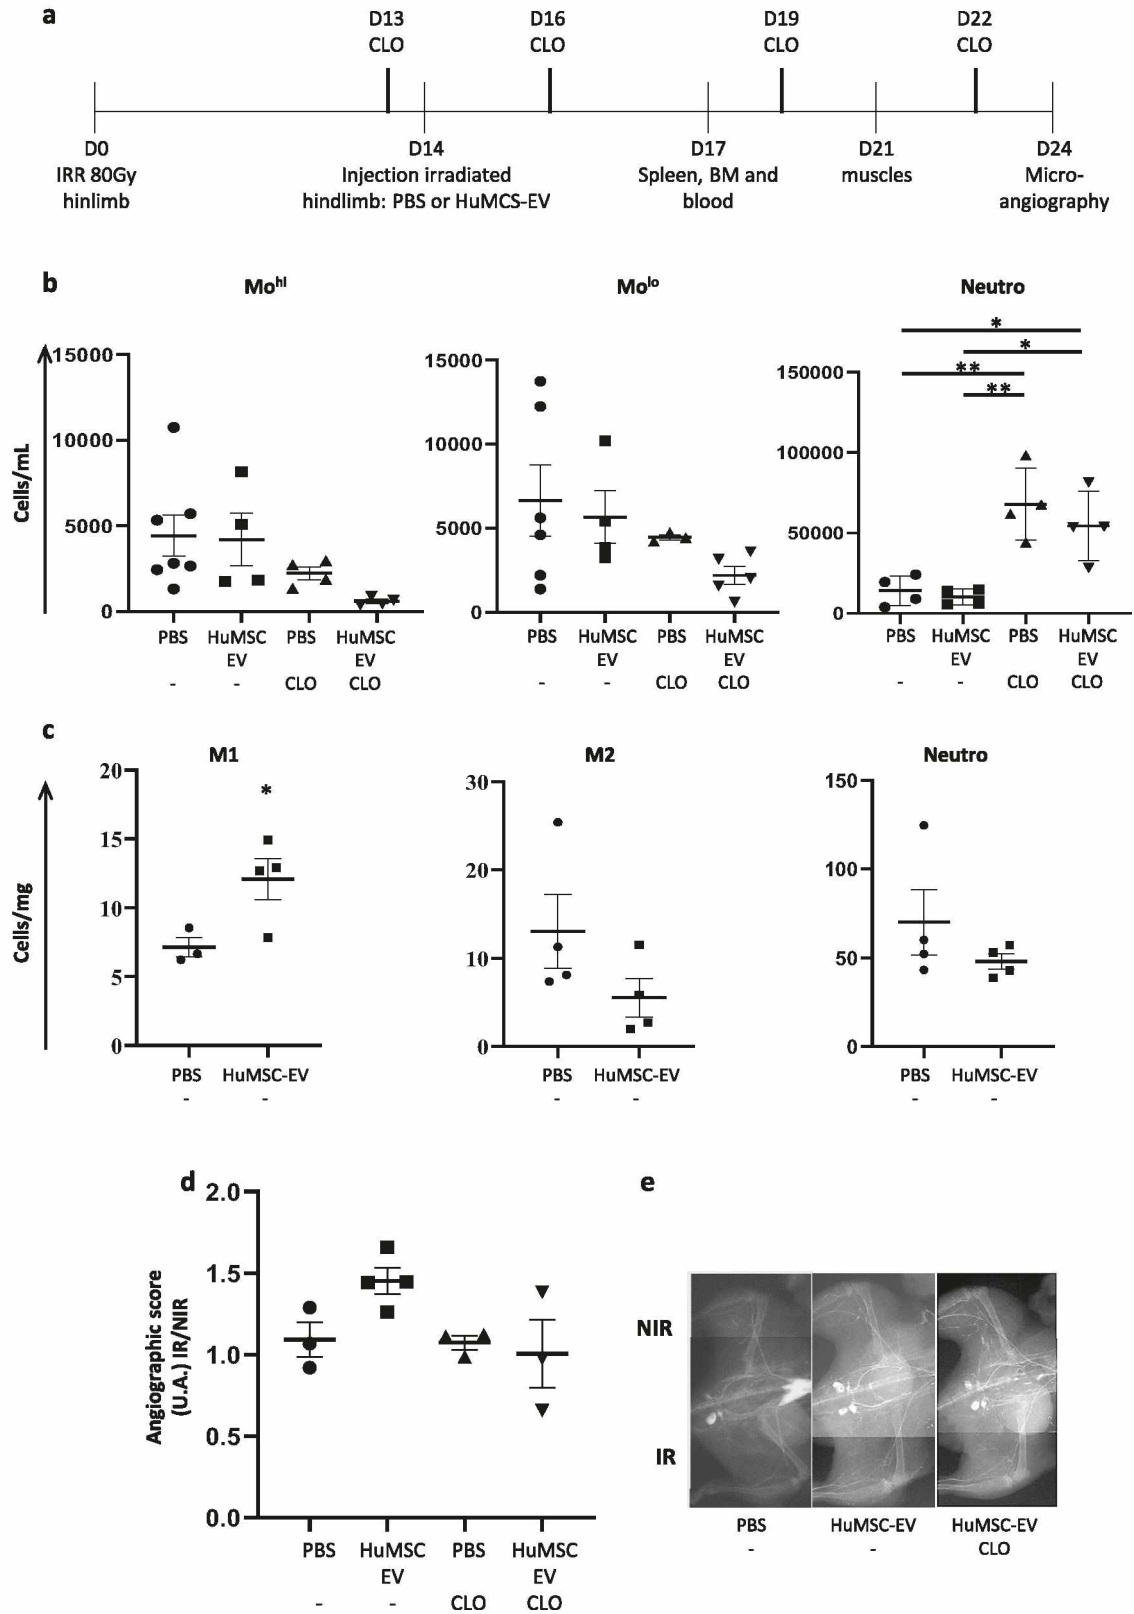 a
D13 D16 D19 D22
CLO CLO CLO CLO
D0 D14 D17 D21 D24
IRR 80Gy Injection irradiated Spleen, BM and muscles Micro-
hinlimb hindlimb: PBS or HuMCS-EV blood angiography
b
Mo^hi Mo^lo Neutro
*
*
**
**
Cells/mL
15000
10000
5000
0
PBS HuMSC PBS HuMSC
EV EV
- - CLO CLO
15000
10000
5000
0
PBS HuMSC PBS HuMSC
EV EV
- - CLO CLO
150000
100000
50000
0
PBS HuMSC PBS HuMSC
EV EV
- - CLO CLO
c
M1 M2 Neutro
Cells/mg
20
15
10
5
0
*
PBS HuMSC-EV
- -
30
20
10
0
PBS HuMSC-EV
- -
150
100
50
0
PBS HuMSC-EV
- -
d
Angiographic score
(U.A.) IR/NIR
2.0
1.5
1.0
0.5
0.0
PBS HuMSC PBS HuMSC
EV EV
- - CLO CLO
e
NIR
IR
PBS HuMSC-EV HuMSC-EV
- - CLO